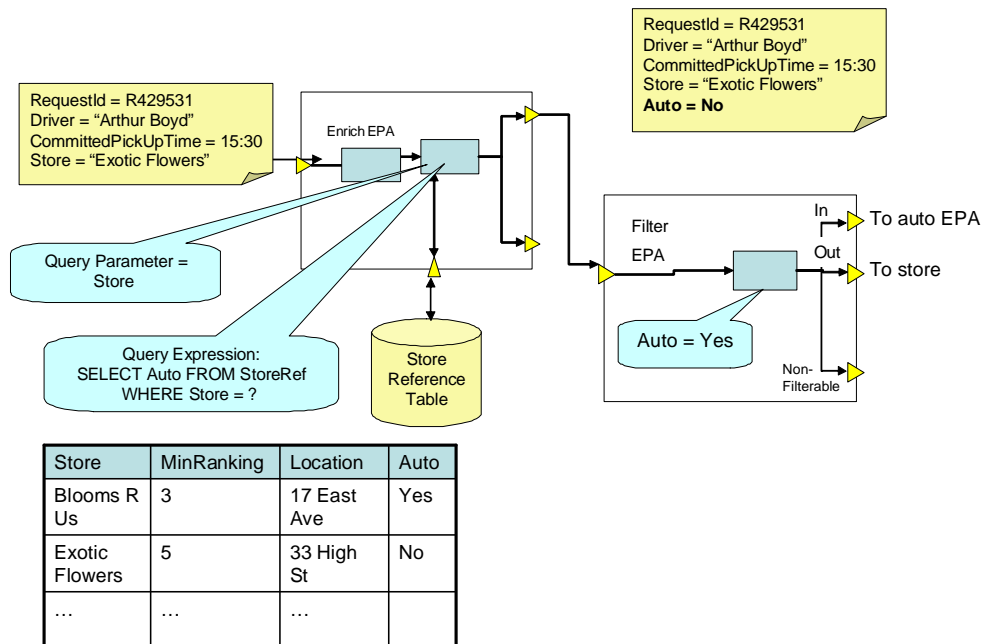 RequestId = R429531
Driver = “Arthur Boyd”
CommittedPickUpTime = 15:30
Store = “Exotic Flowers”
Auto = No
RequestId = R429531
Driver = “Arthur Boyd”
CommittedPickUpTime = 15:30
Store = “Exotic Flowers”
Enrich EPA
Query Parameter =
Store
Query Expression:
SELECT Auto FROM StoreRef
WHERE Store = ?
Store
Reference
Table
Filter
EPA
In
To auto EPA
Out
To store
Auto = Yes
Non-
Filterable
Store MinRanking Location Auto
Blooms R 3 17 East Yes
Us Ave
Exotic 5 33 High No
Flowers St
… … …